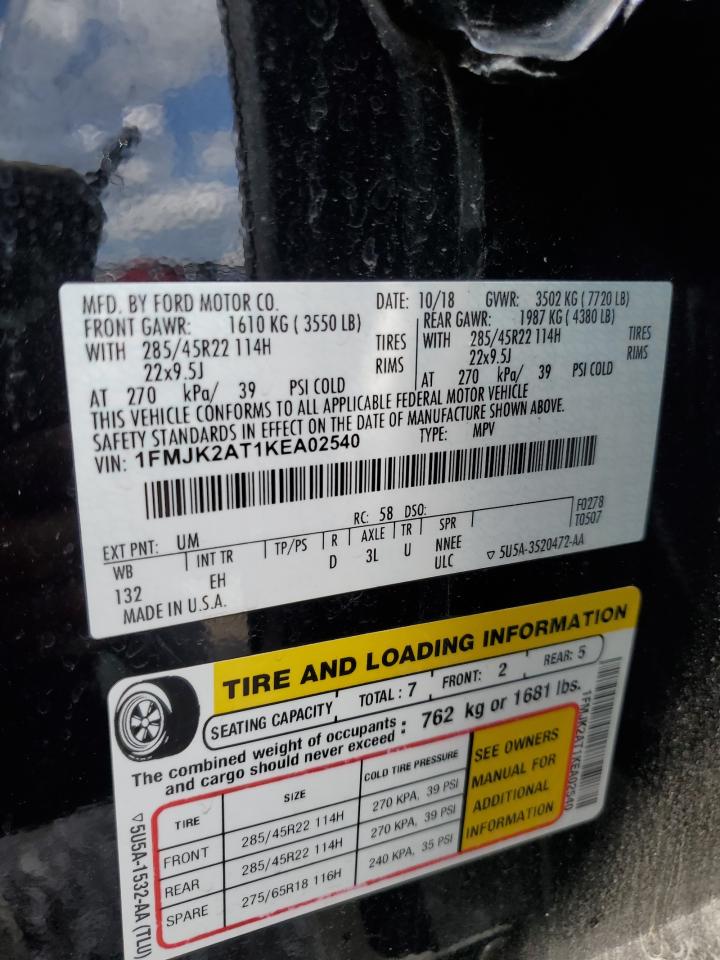 MFD. BY FORD MOTOR CO. DATE: 10/18 GVWR: 3502 KG ( 7720 LB)
FRONT GAWR: 1610 KG ( 3550 LB) REAR GAWR: 1987 KG ( 4380 LB)
WITH 285/45R22 114H TIRES WITH 285/45R22 114H TIRES
22x9.5J RIMS 22x9.5J RIMS
AT 270 kPa/ 39 PSI COLD AT 270 kPa/ 39 PSI COLD
THIS VEHICLE CONFORMS TO ALL APPLICABLE FEDERAL MOTOR VEHICLE
SAFETY STANDARDS IN EFFECT ON THE DATE OF MANUFACTURE SHOWN ABOVE.
VIN: 1FMJK2AT1KEA02540 TYPE: MPV
F0278
T0507
EXT PNT: UM RC: 58 DSO:
WB INT TR TP/PS R AXLE TR SPR
132 EH D 3L U NNEE
ULC
▽ 5U5A-3520472-AA
MADE IN U.S.A.
TIRE AND LOADING INFORMATION
SEATING CAPACITY TOTAL : 7 FRONT: 2 REAR: 5
The combined weight of occupants
and cargo should never exceed : 762 kg or 1681 lbs.
TIRE SIZE COLD TIRE PRESSURE
FRONT 285/45R22 114H 270 KPA, 39 PSI
REAR 285/45R22 114H 270 KPA, 39 PSI
SPARE 275/65R18 116H 240 KPA, 35 PSI
SEE OWNERS
MANUAL FOR
ADDITIONAL
INFORMATION
1FMJK2AT1KEA02540
▽5U5A-1532-AA (TLU)